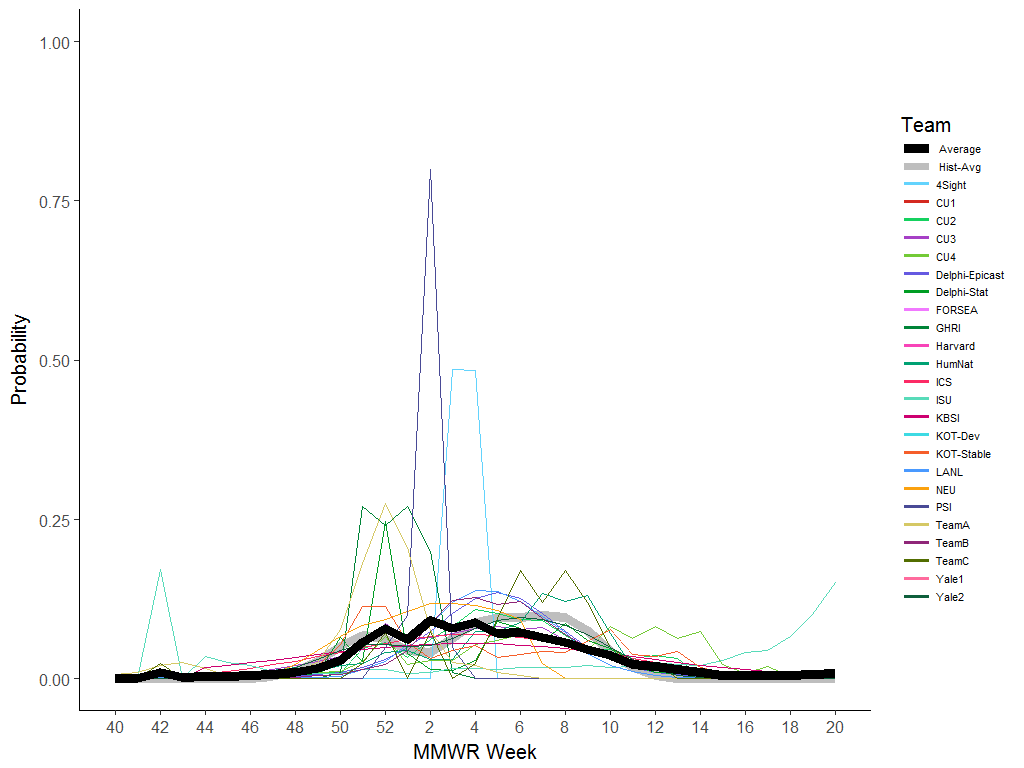 1.00
0.75
0.50
0.25
0.00
Probability
40 42 44 46 48 50 52 2 4 6 8 10 12 14 16 18 20
MMWR Week
Team
Average
Hist-Avg
4Sight
CU1
CU2
CU3
CU4
Delphi-Epicast
Delphi-Stat
FORSEA
GHRI
Harvard
HumNat
ICS
ISU
KBSI
KOT-Dev
KOT-Stable
LANL
NEU
PSI
TeamA
TeamB
TeamC
Yale1
Yale2